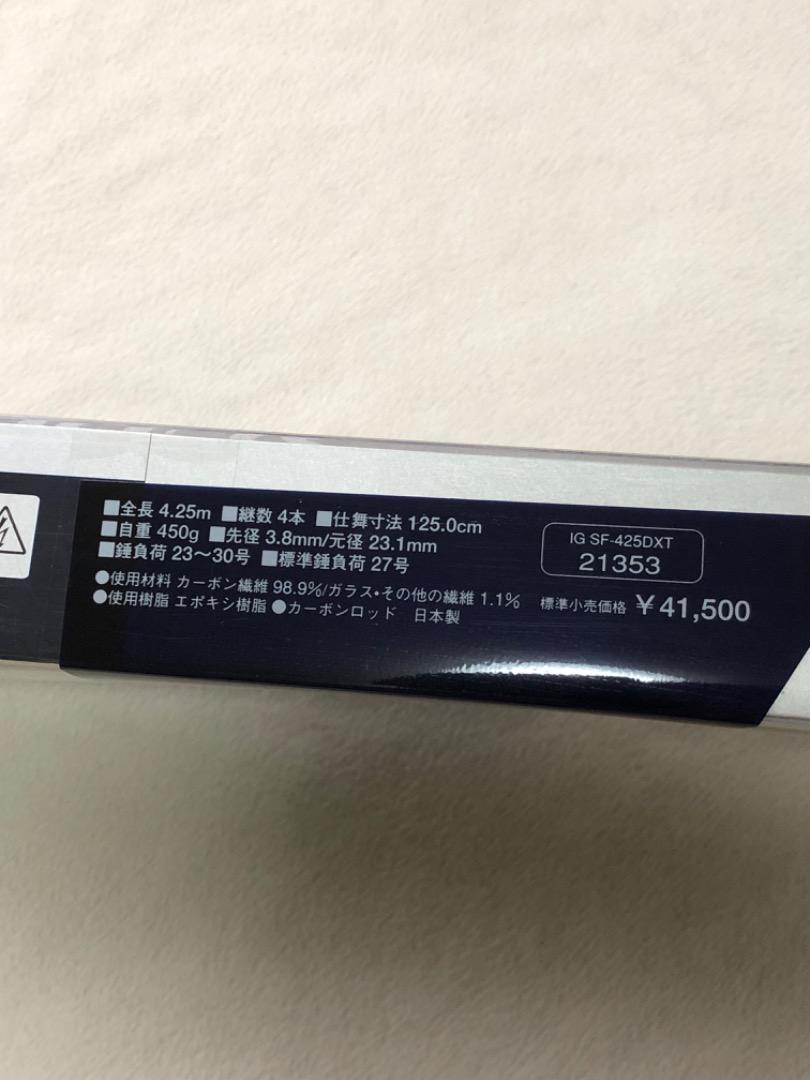 ■全長 4.25m ■継数 4本 ■仕舞寸法 125.0cm
■自重 450g ■先径 3.8mm/元径 23.1mm
■錘負荷 23〜30号 ■標準錘負荷 27号
●使用材料 カーボン繊維 98.9%/ガラス・その他の繊維 1.1%
●使用樹脂 エポキシ樹脂 ●カーボンロッド 日本製
IG SF-425DXT
21353
標準小売価格 ￥41,500